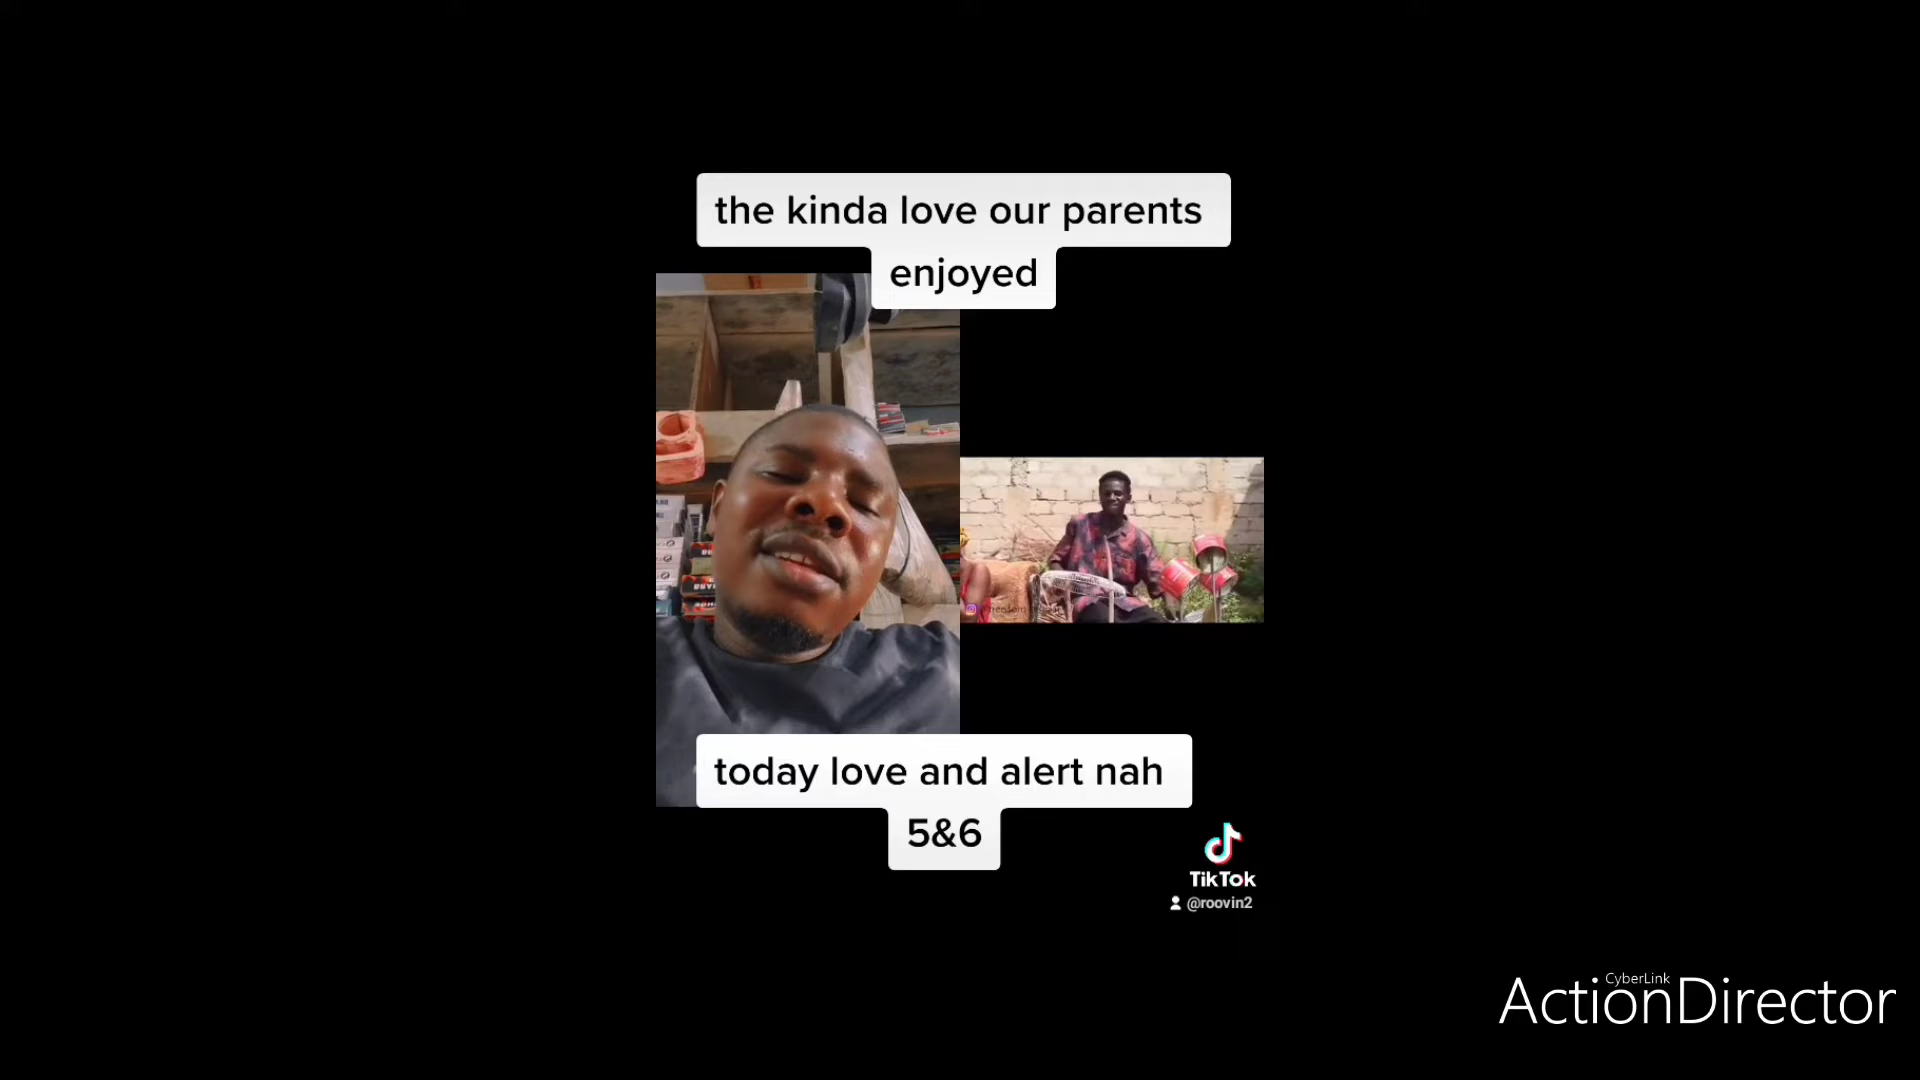 the kinda love our parents
enjoyed
today love and alert nah
5&6
TikTok
@roovin2
CyberLink
ActionDirector